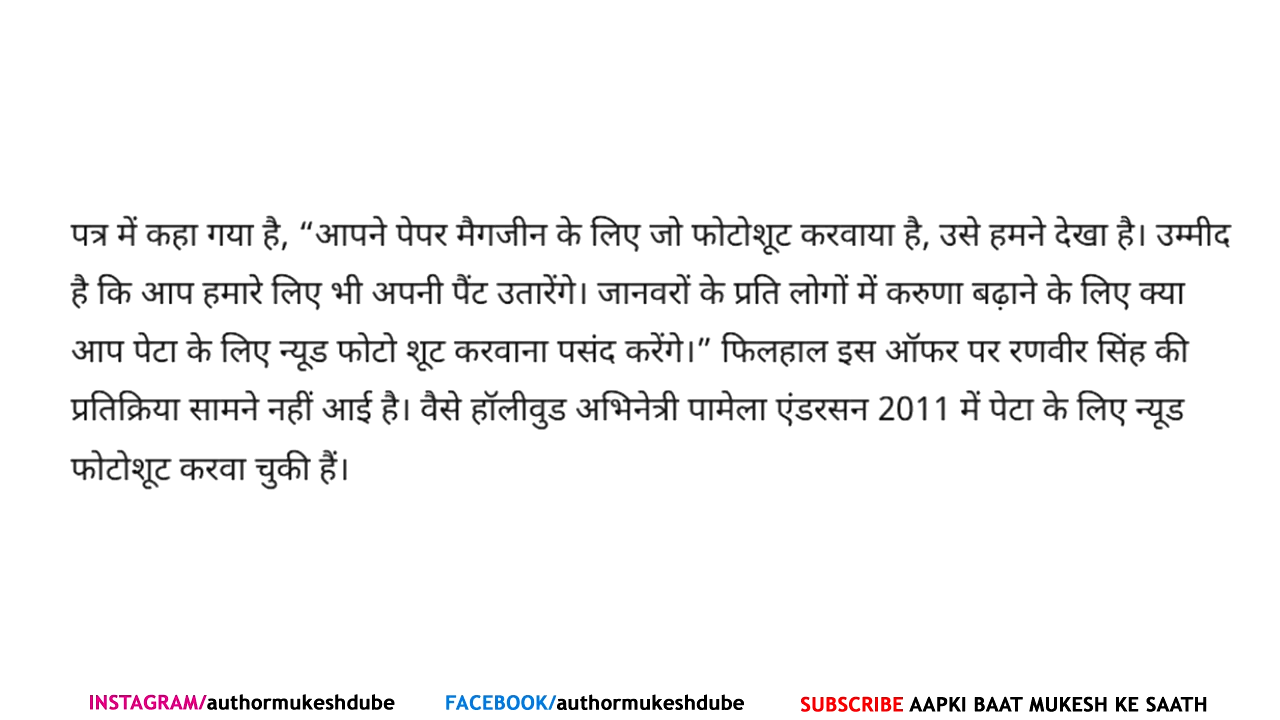 पत्र में कहा गया है, “आपने पेपर मैगजीन के लिए जो फोटोशूट करवाया है, उसे हमने देखा है। उम्मीद
है कि आप हमारे लिए भी अपनी पैंट उतारेंगे। जानवरों के प्रति लोगों में करुणा बढ़ाने के लिए क्या
आप पेटा के लिए न्यूड फोटो शूट करवाना पसंद करेंगे।” फिलहाल इस ऑफर पर रणवीर सिंह की
प्रतिक्रिया सामने नहीं आई है। वैसे हॉलीवुड अभिनेत्री पामेला एंडरसन 2011 में पेटा के लिए न्यूड
फोटोशूट करवा चुकी हैं।
INSTAGRAM/authormukeshdube FACEBOOK/authormukeshdube SUBSCRIBE AAPKI BAAT MUKESH KE SAATH